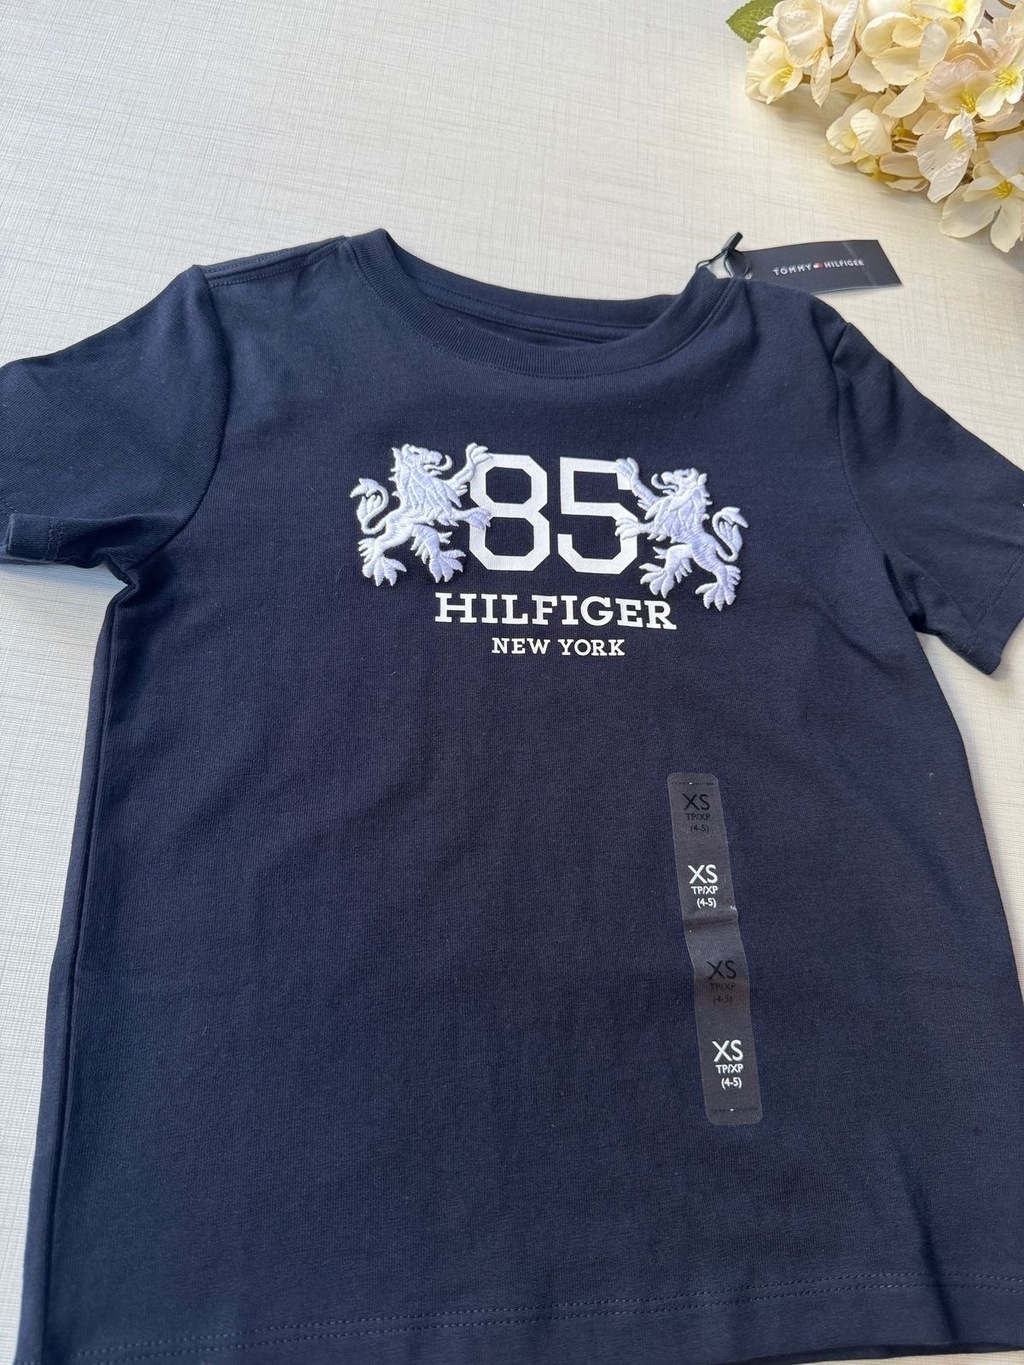 TOMMY HILFIGER
85
HILFIGER
NEW YORK
XS
TP/XP
(4-5)
XS
TP/XP
(4-5)
XS
TP/XP
(4-5)
XS
TP/XP
(4-5)